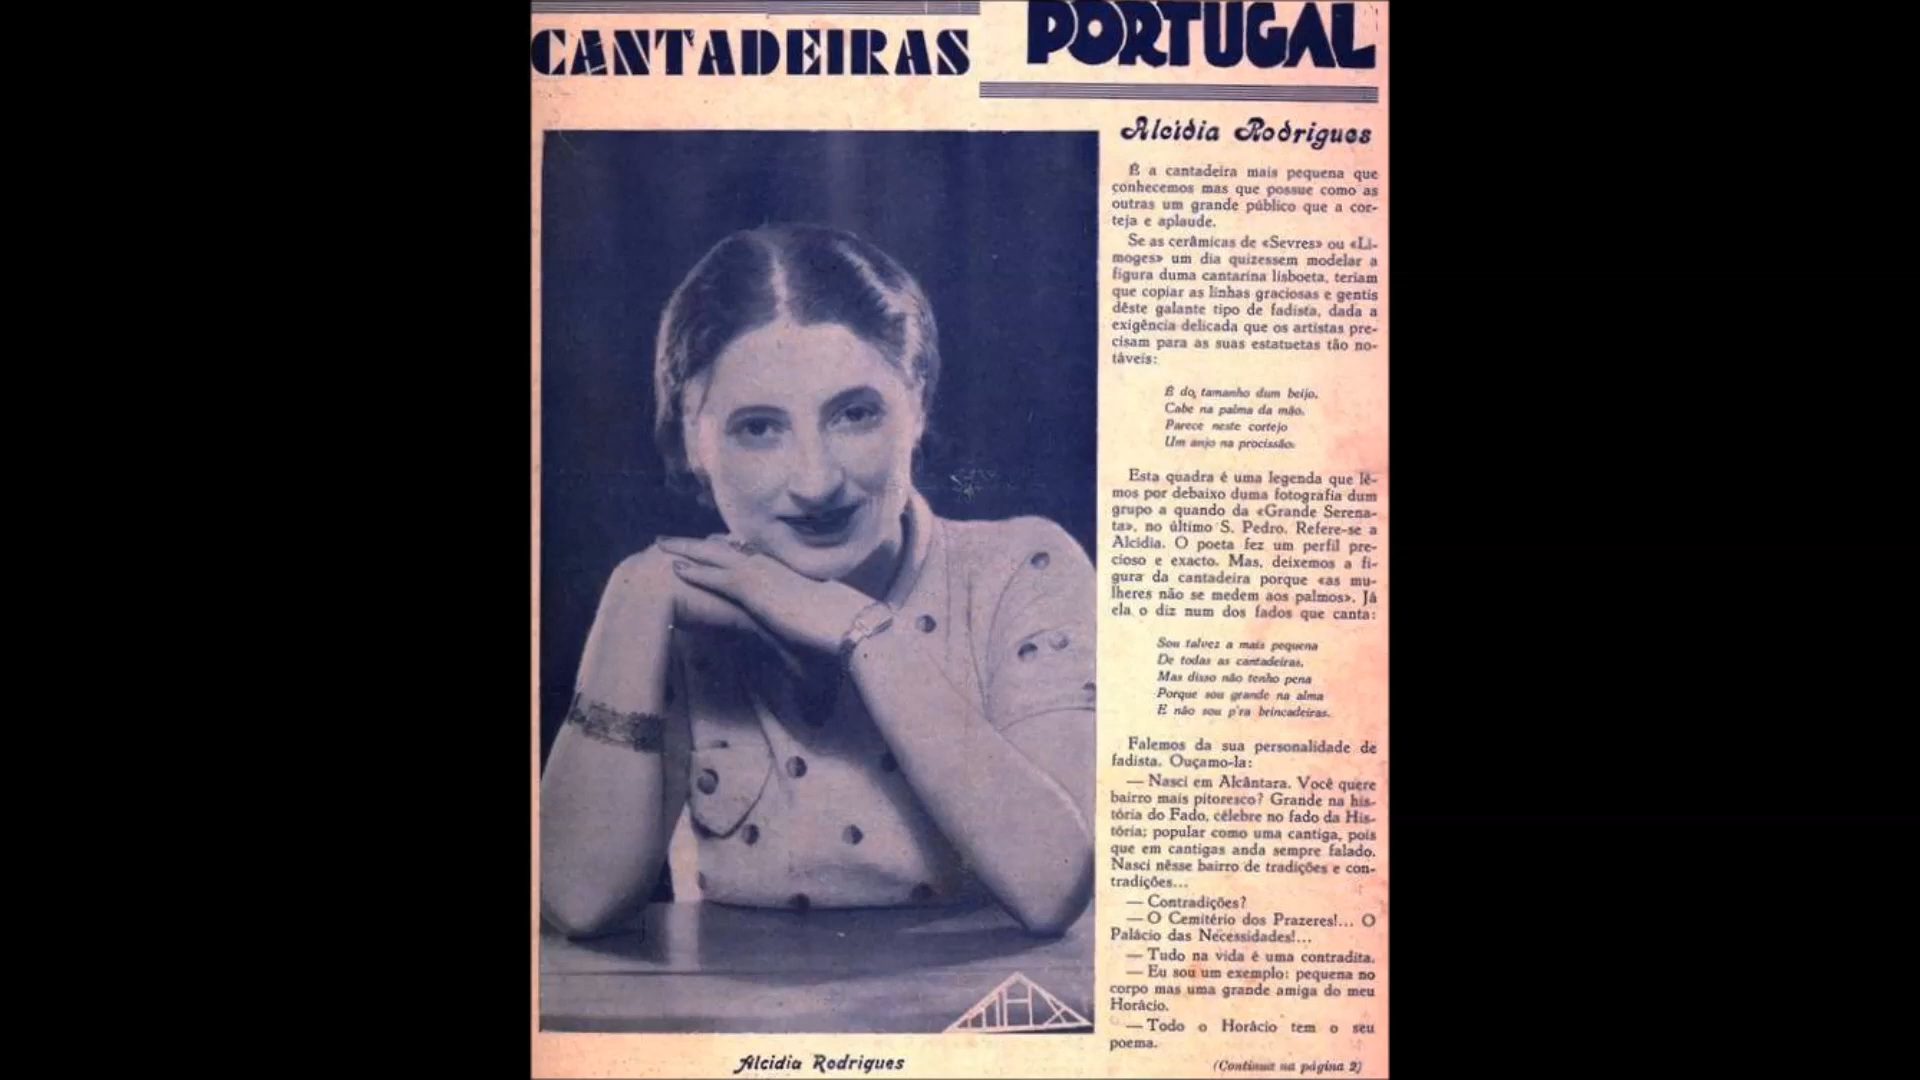 CANTADEIRAS
PORTUGAL
Alcidia Rodrigues
É a cantadeira mais pequena que
conhecemos mas que possue como as
outras um grande público que a cor-
teja e aplaude.
Se as cerâmicas de «Sevres» ou «Li-
moges» um dia quizessem modelar a
figura duma cantarina lisboeta, teriam
que copiar as linhas graciosas e gentis
dêste galante tipo de fadista, dada a
exigência delicada que os artistas pre-
cisam para as suas estatuetas tão no-
táveis:
É do tamanho dum beijo.
Cabe na palma da mão.
Parece neste cortejo
Um anjo na procissão.
Esta quadra é uma legenda que lê-
mos por debaixo duma fotografia dum
grupo a quando da «Grande Serena-
ta», no último S. Pedro. Refere-se a
Alcidia. O poeta fez um perfil pre-
cioso e exacto. Mas, deixemos a fi-
gura da cantadeira porque «as mu-
lheres não se medem aos palmos». Já
ela o diz num dos fados que canta:
Sou talvez a mais pequena
De todas as cantadeiras,
Mas disso não tenho pena
Porque sou grande na alma
E não sou p'ra brincadeiras.
Falemos da sua personalidade de
fadista. Ouçamo-la:
— Nasci em Alcântara. Você quere
bairro mais pitoresco? Grande na his-
tória do Fado, célebre no fado da His-
tória; popular como uma cantiga, pois
que em cantigas anda sempre falado.
Nasci nêsse bairro de tradições e con-
tradições...
— Contradições?
— O Cemitério dos Prazeres!... O
Palácio das Necessidades!...
— Tudo na vida é uma contradita.
— Eu sou um exemplo: pequena no
corpo mas uma grande amiga do meu
Horácio.
— Todo o Horácio tem o seu
poema.
(Continua na página 2)
Alcidia Rodrigues